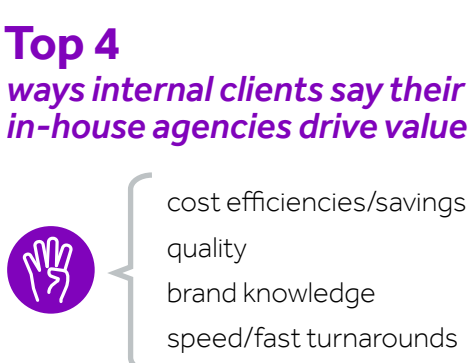 Top 4
ways internal clients say their
in-house agencies drive value
cost efficiencies/savings
quality
brand knowledge
speed/fast turnarounds